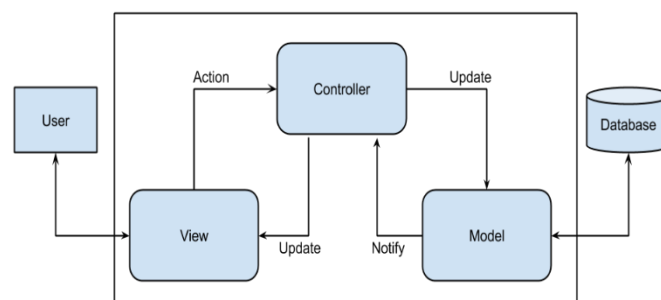 Action
Controller
Update
User
Database
View
Update
Notify
Model